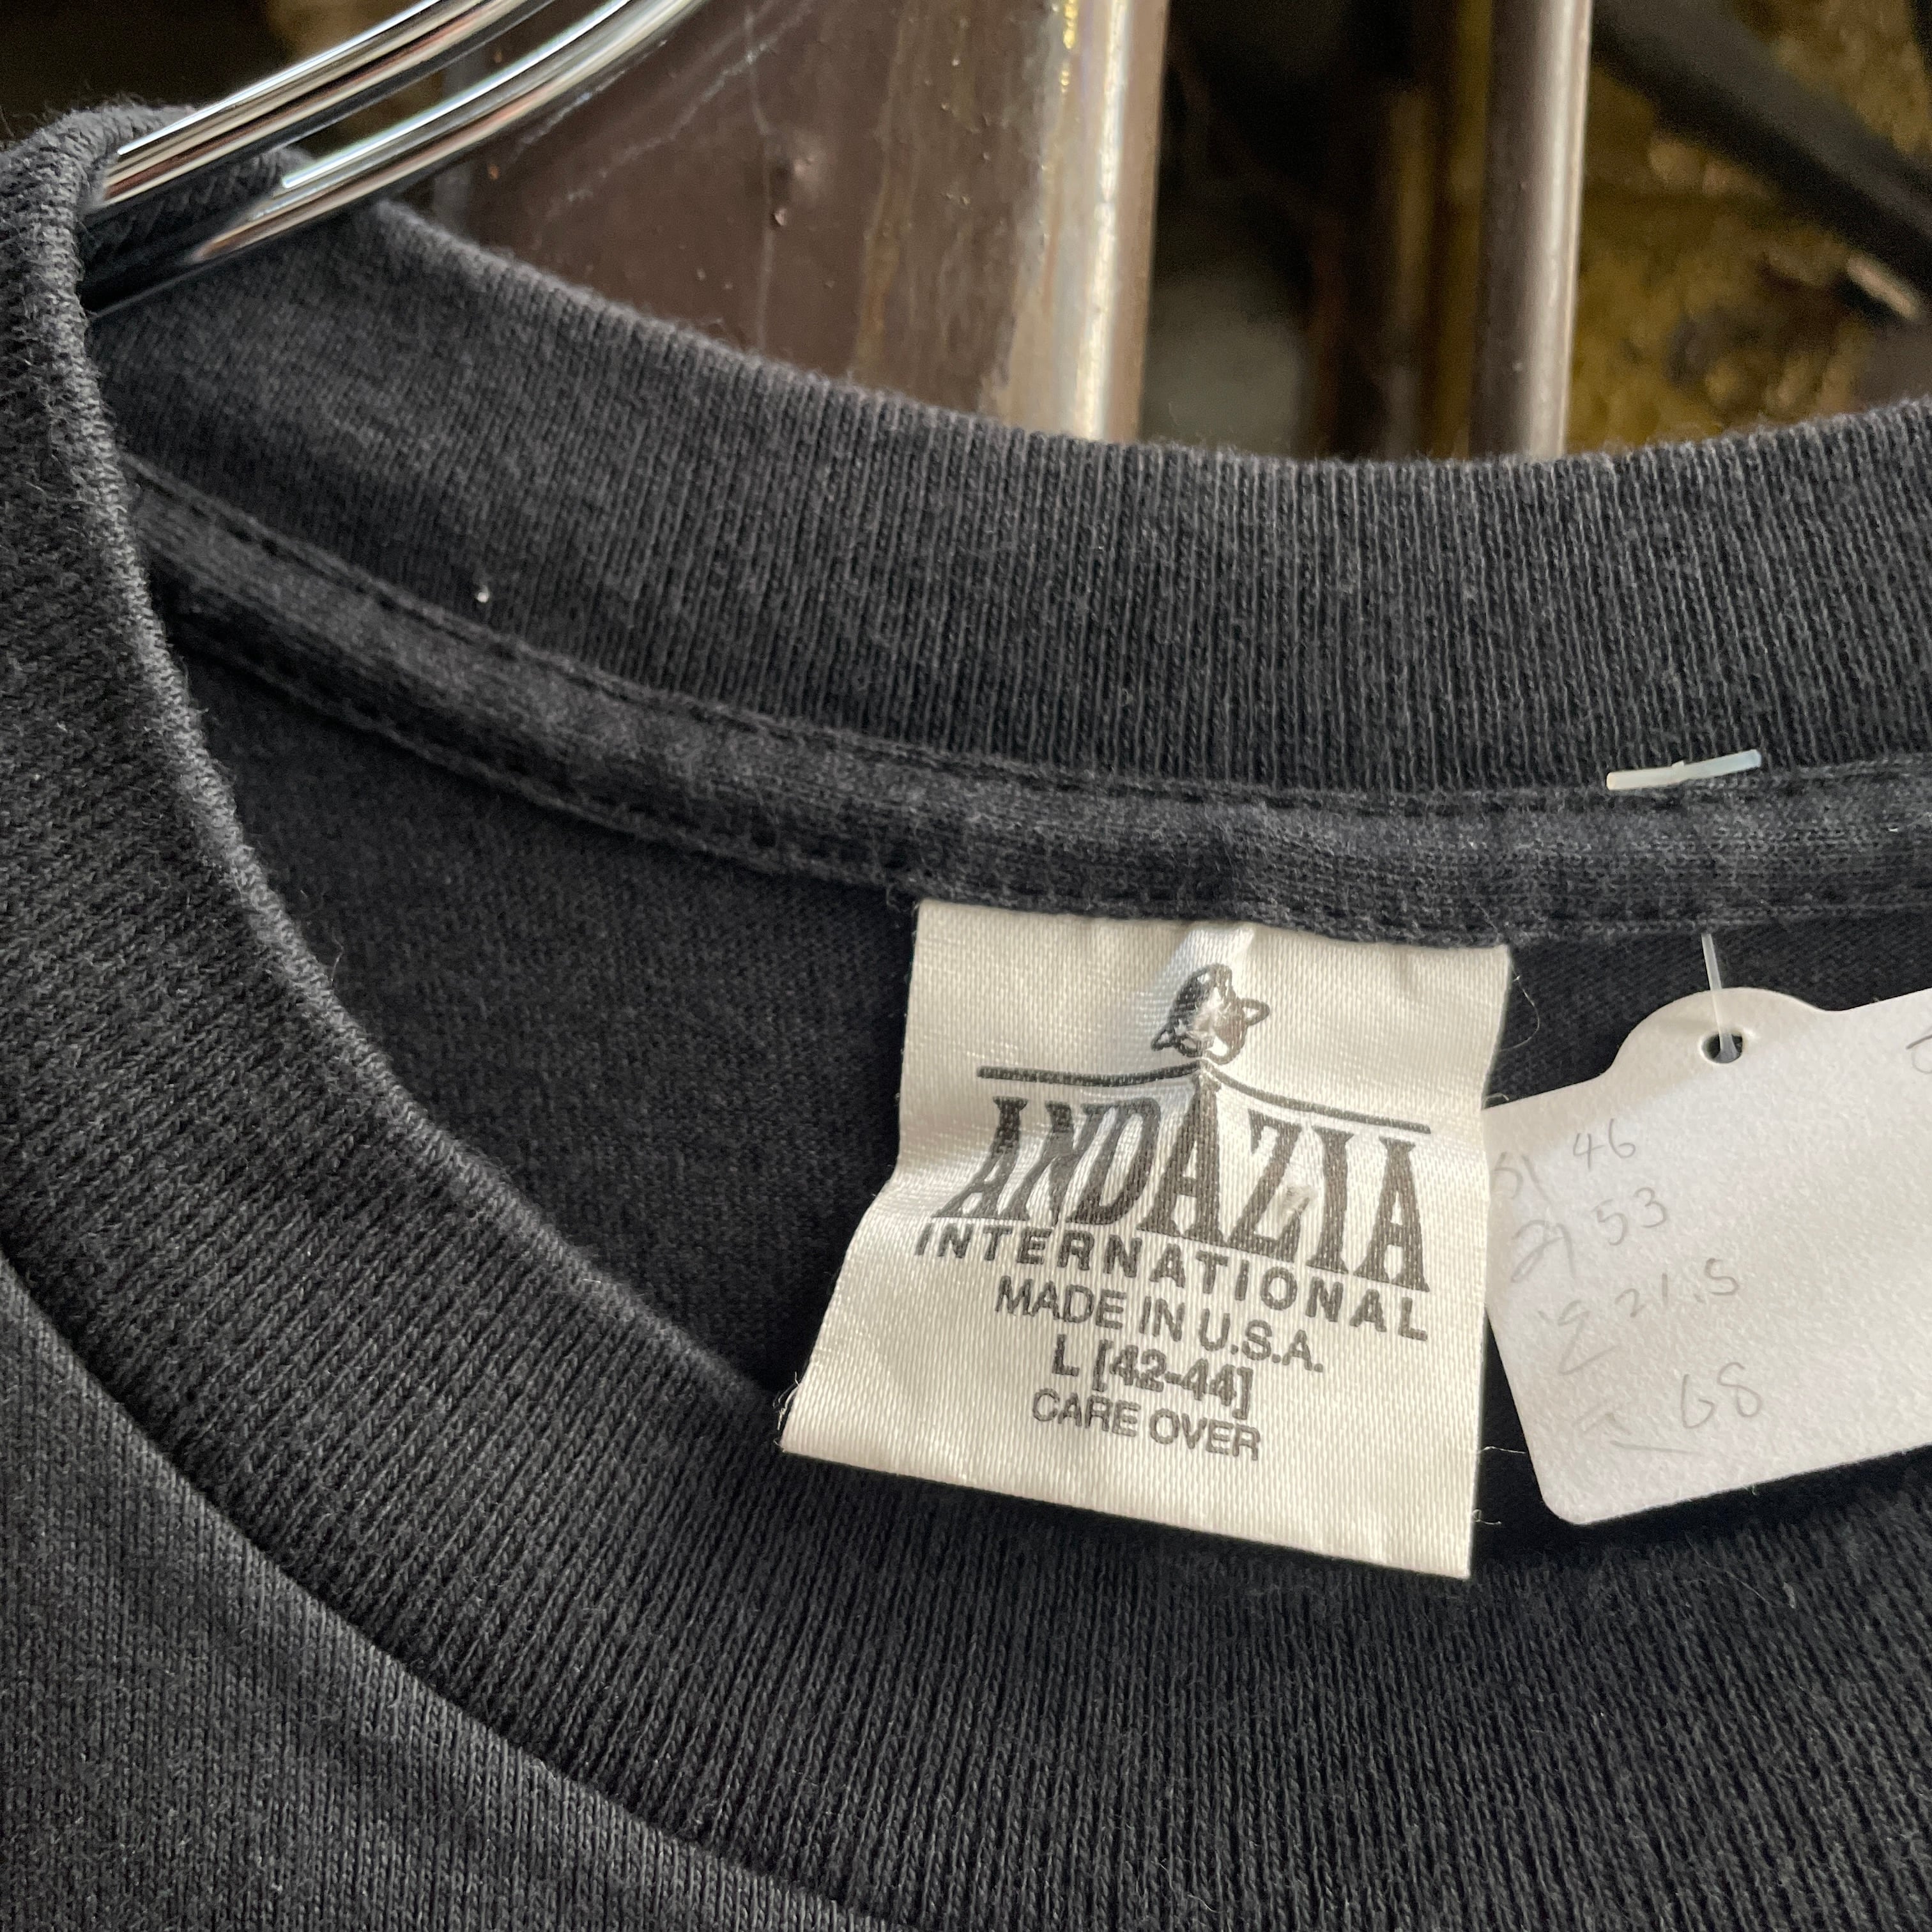 ANDAZIA
INTERNATIONAL
MADE IN U.S.A.
L [42-44]
CARE OVER
46
53
21.5
68